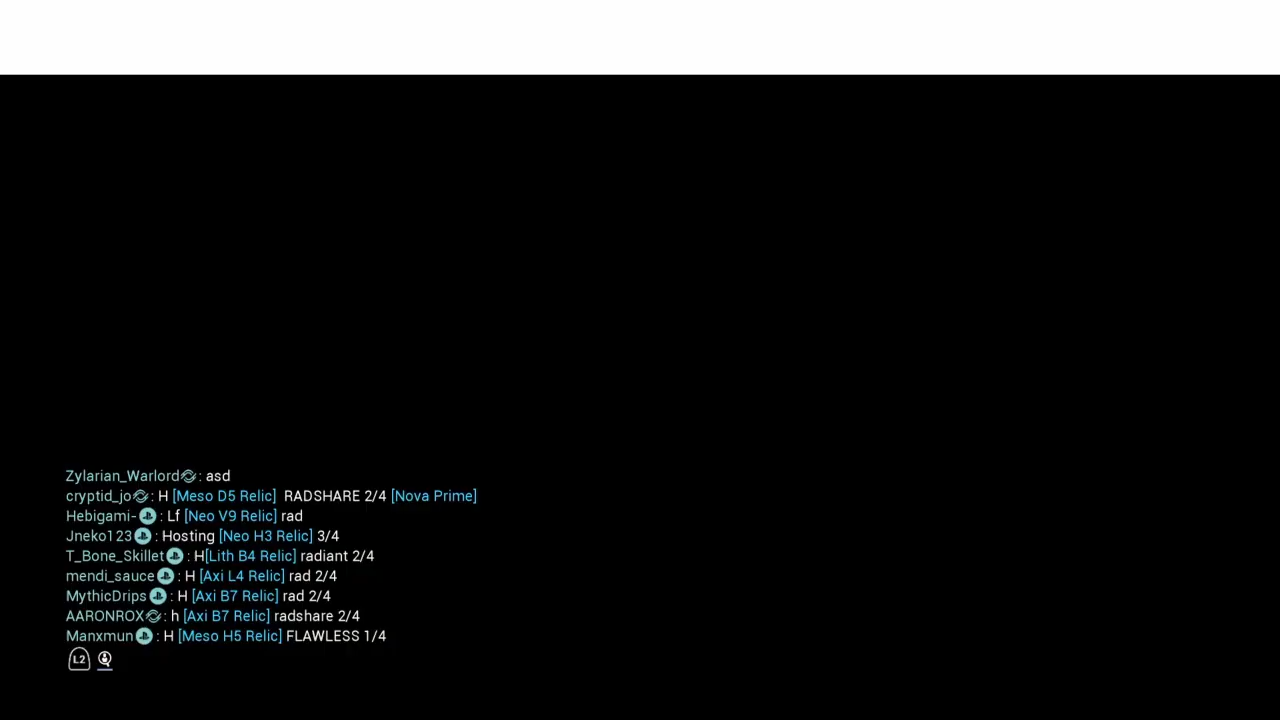 Zylarian_Warlord: asd
cryptid_jo: H [Meso D5 Relic]  RADSHARE 2/4 [Nova Prime]
Hebigami-: Lf [Neo V9 Relic] rad
Jneko123: Hosting [Neo H3 Relic] 3/4
T_Bone_Skillet: H[Lith B4 Relic] radiant 2/4
mendi_sauce: H [Axi L4 Relic] rad 2/4
MythicDrips: H [Axi B7 Relic] rad 2/4
AARONROX: h [Axi B7 Relic] radshare 2/4
Manxmun: H [Meso H5 Relic] FLAWLESS 1/4
L2